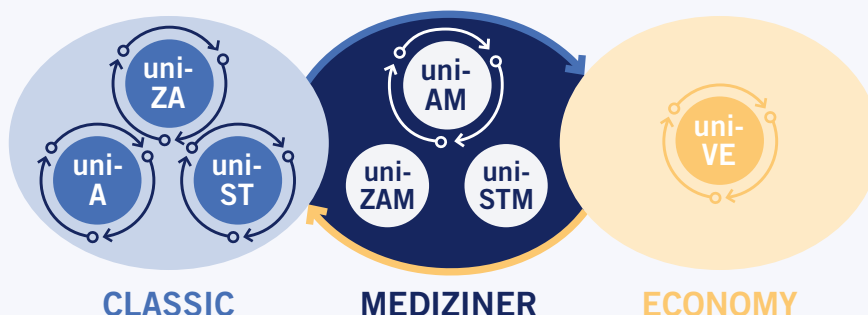 uni-
ZA
uni-
A
uni-
ST
uni-
AM
uni-
ZAM
uni-
STM
uni-
VE
CLASSIC
MEDIZINER
ECONOMY